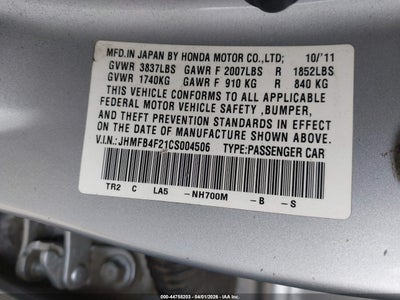 MFD.IN JAPAN BY HONDA MOTOR CO.,LTD. 10/'11
GVWR 3837LBS GAWR F 2007LBS R 1852LBS
GVWR 1740KG GAWR F 910 KG R 840 KG
THIS VEHICLE CONFORMS TO ALL APPLICABLE
FEDERAL MOTOR VEHICLE SAFETY ,BUMPER,
AND THEFT PREVENTION STANDARDS IN EFFECT
ON THE DATE OF MANUFACTURE SHOWN ABOVE.
V.I.N.: JHMFB4F21CS004506 TYPE:PASSENGER CAR
TR2 C LA5 -NH700M -B -S
000-44758203 - 04/01/2026 - IAA